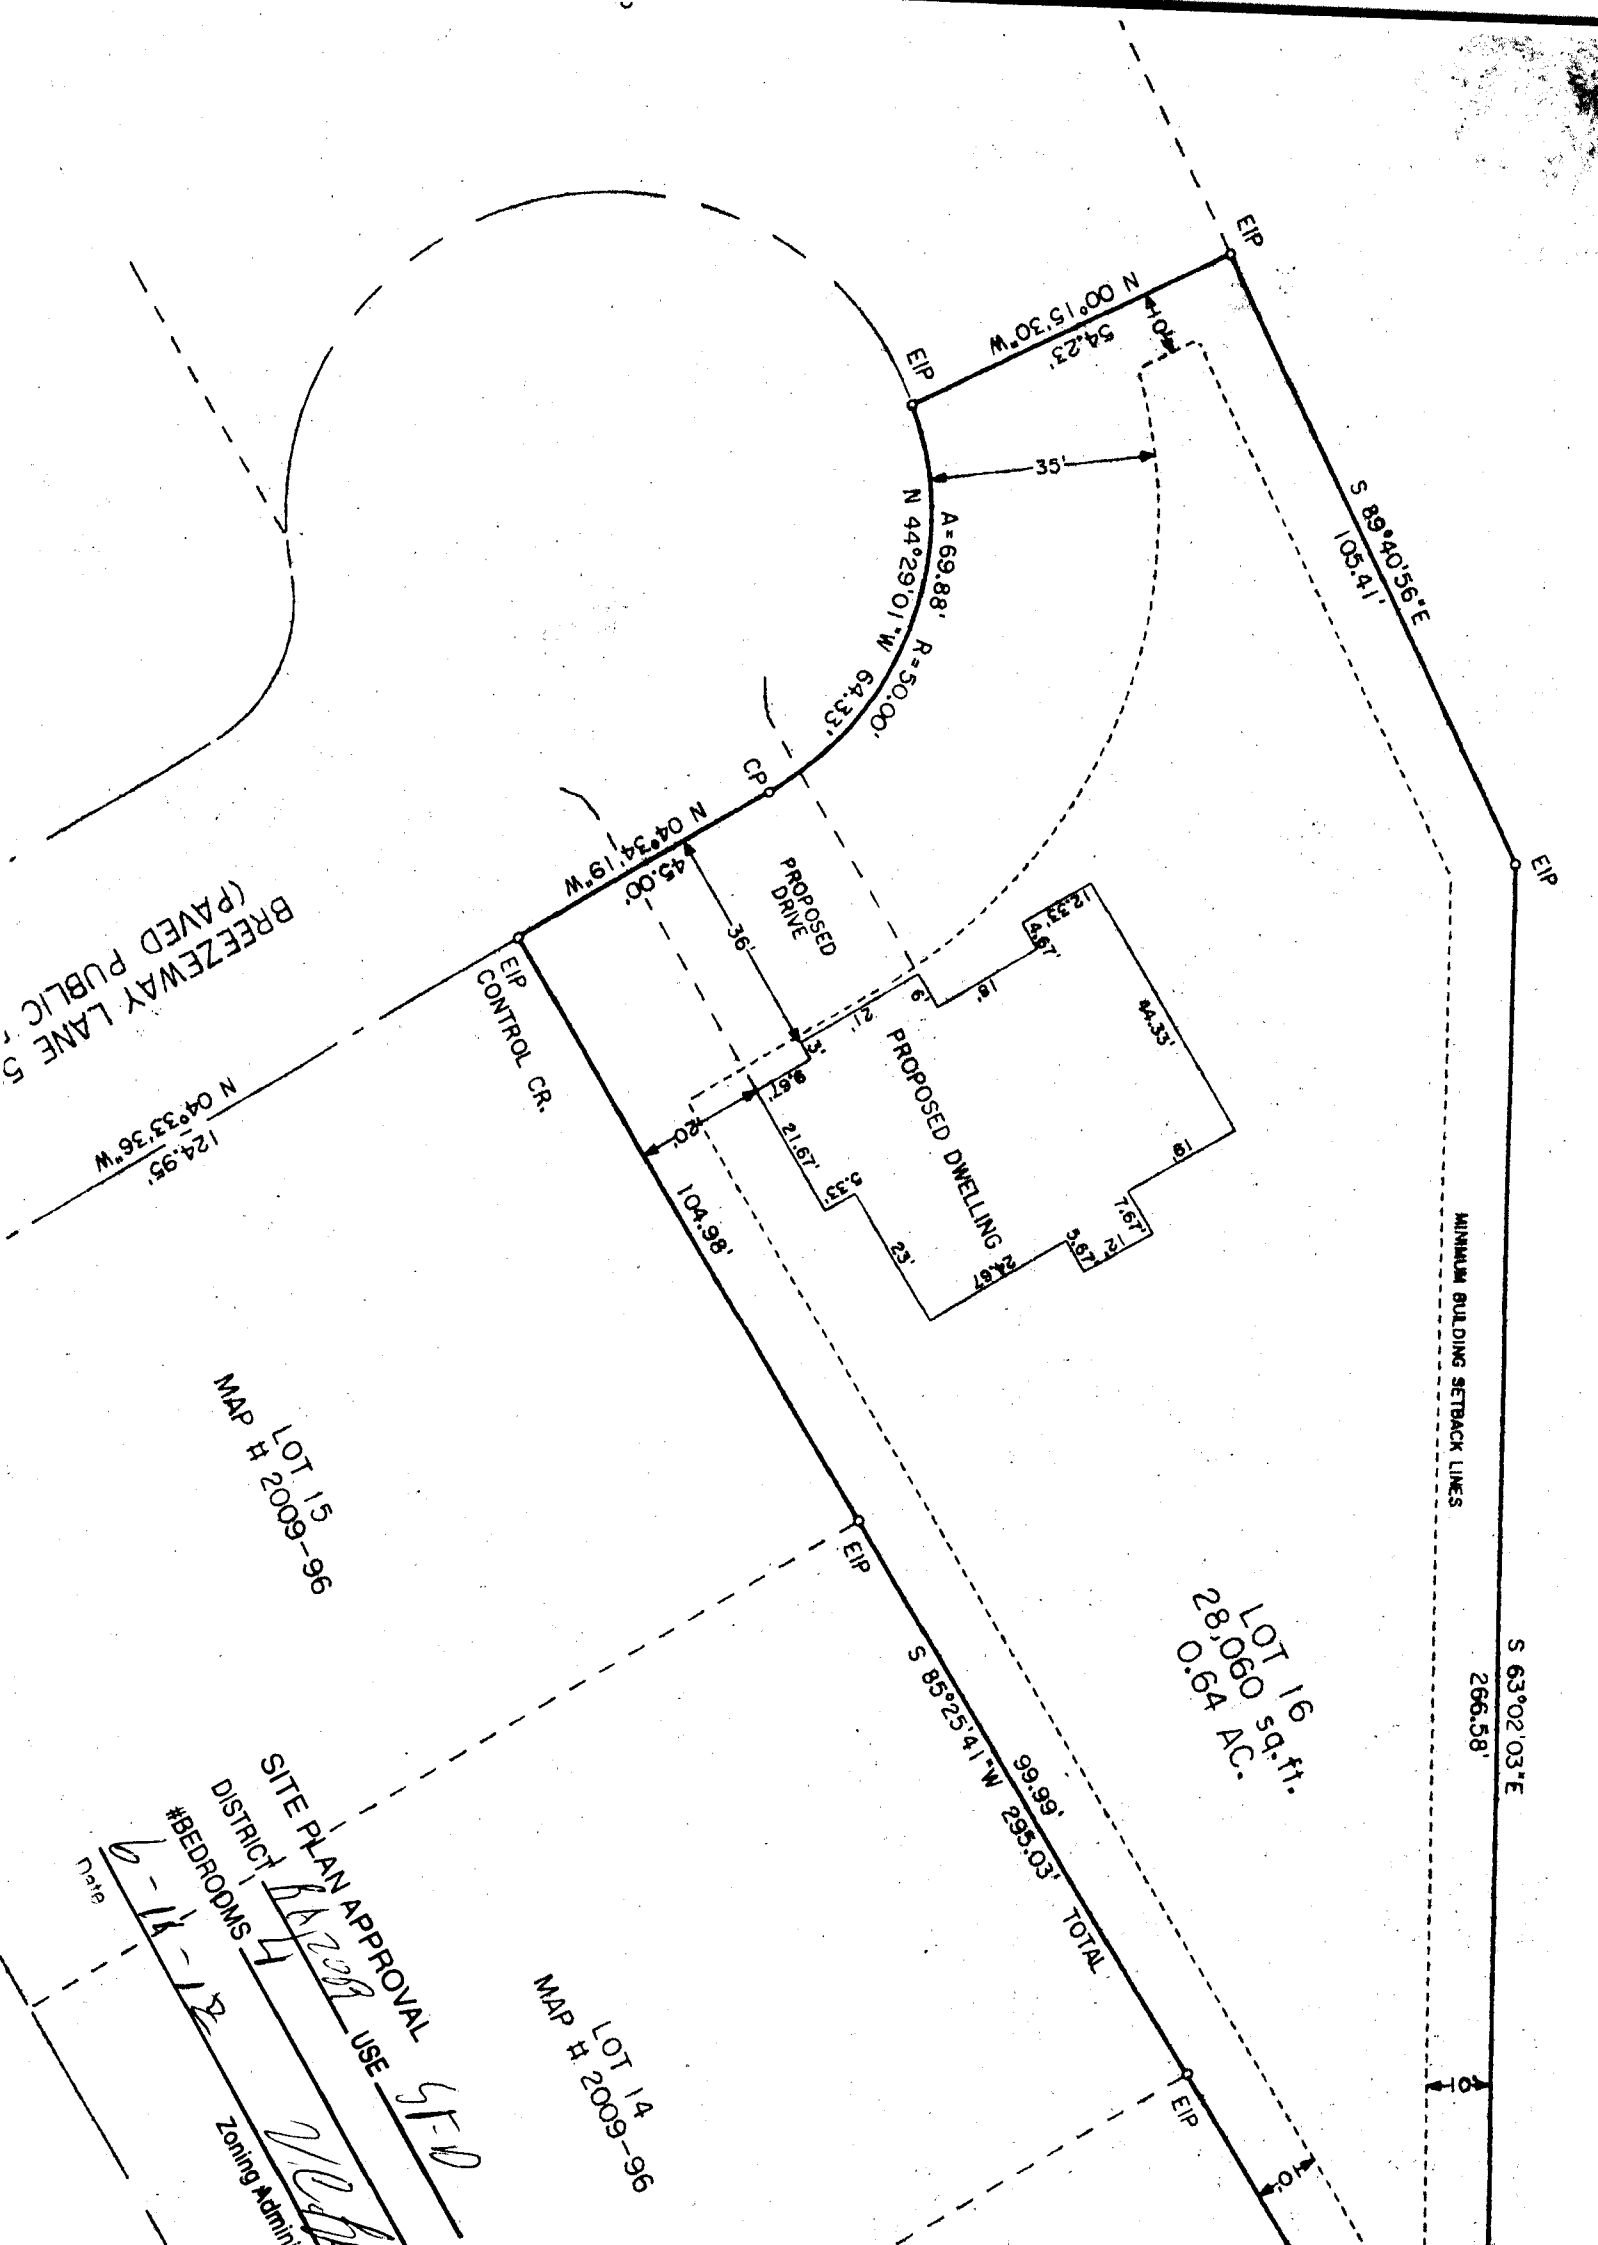 EIP
N 00°15'30"W
54.23'
10'
EIP
35'
S 89°40'56"E
105.41'
A=69.88' R=50.00'
N 44°29'01"W 64.33'
EIP
CP
N 04°34'19"W
45.00'
PROPOSED
DRIVE
36'
EIP
CONTROL CR.
12.33'
4.67'
18'
6'
21'
3'
9.67'
44.33'
19'
7.67'
12'
5.67'
24.67
23'
5.33'
21.67'
20'
PROPOSED DWELLING
BREEZEWAY LANE 5
(PAVED PUBLIC
N 04°33'36"W
124.95'
104.98'
MINIMUM BUILDING SETBACK LINES
EIP
LOT 15
MAP # 2009-96
LOT 16
28,060 sq.ft.
0.64 AC.
S 63°02'03"E
266.58'
S 85°25'41"W 295.03' TOTAL
99.99'
SITE PLAN APPROVAL
DISTRICT RA20R USE SFD
#BEDROOMS 4
Date
Zoning Admini
LOT 14
MAP # 2009-96
EIP
10'
10'